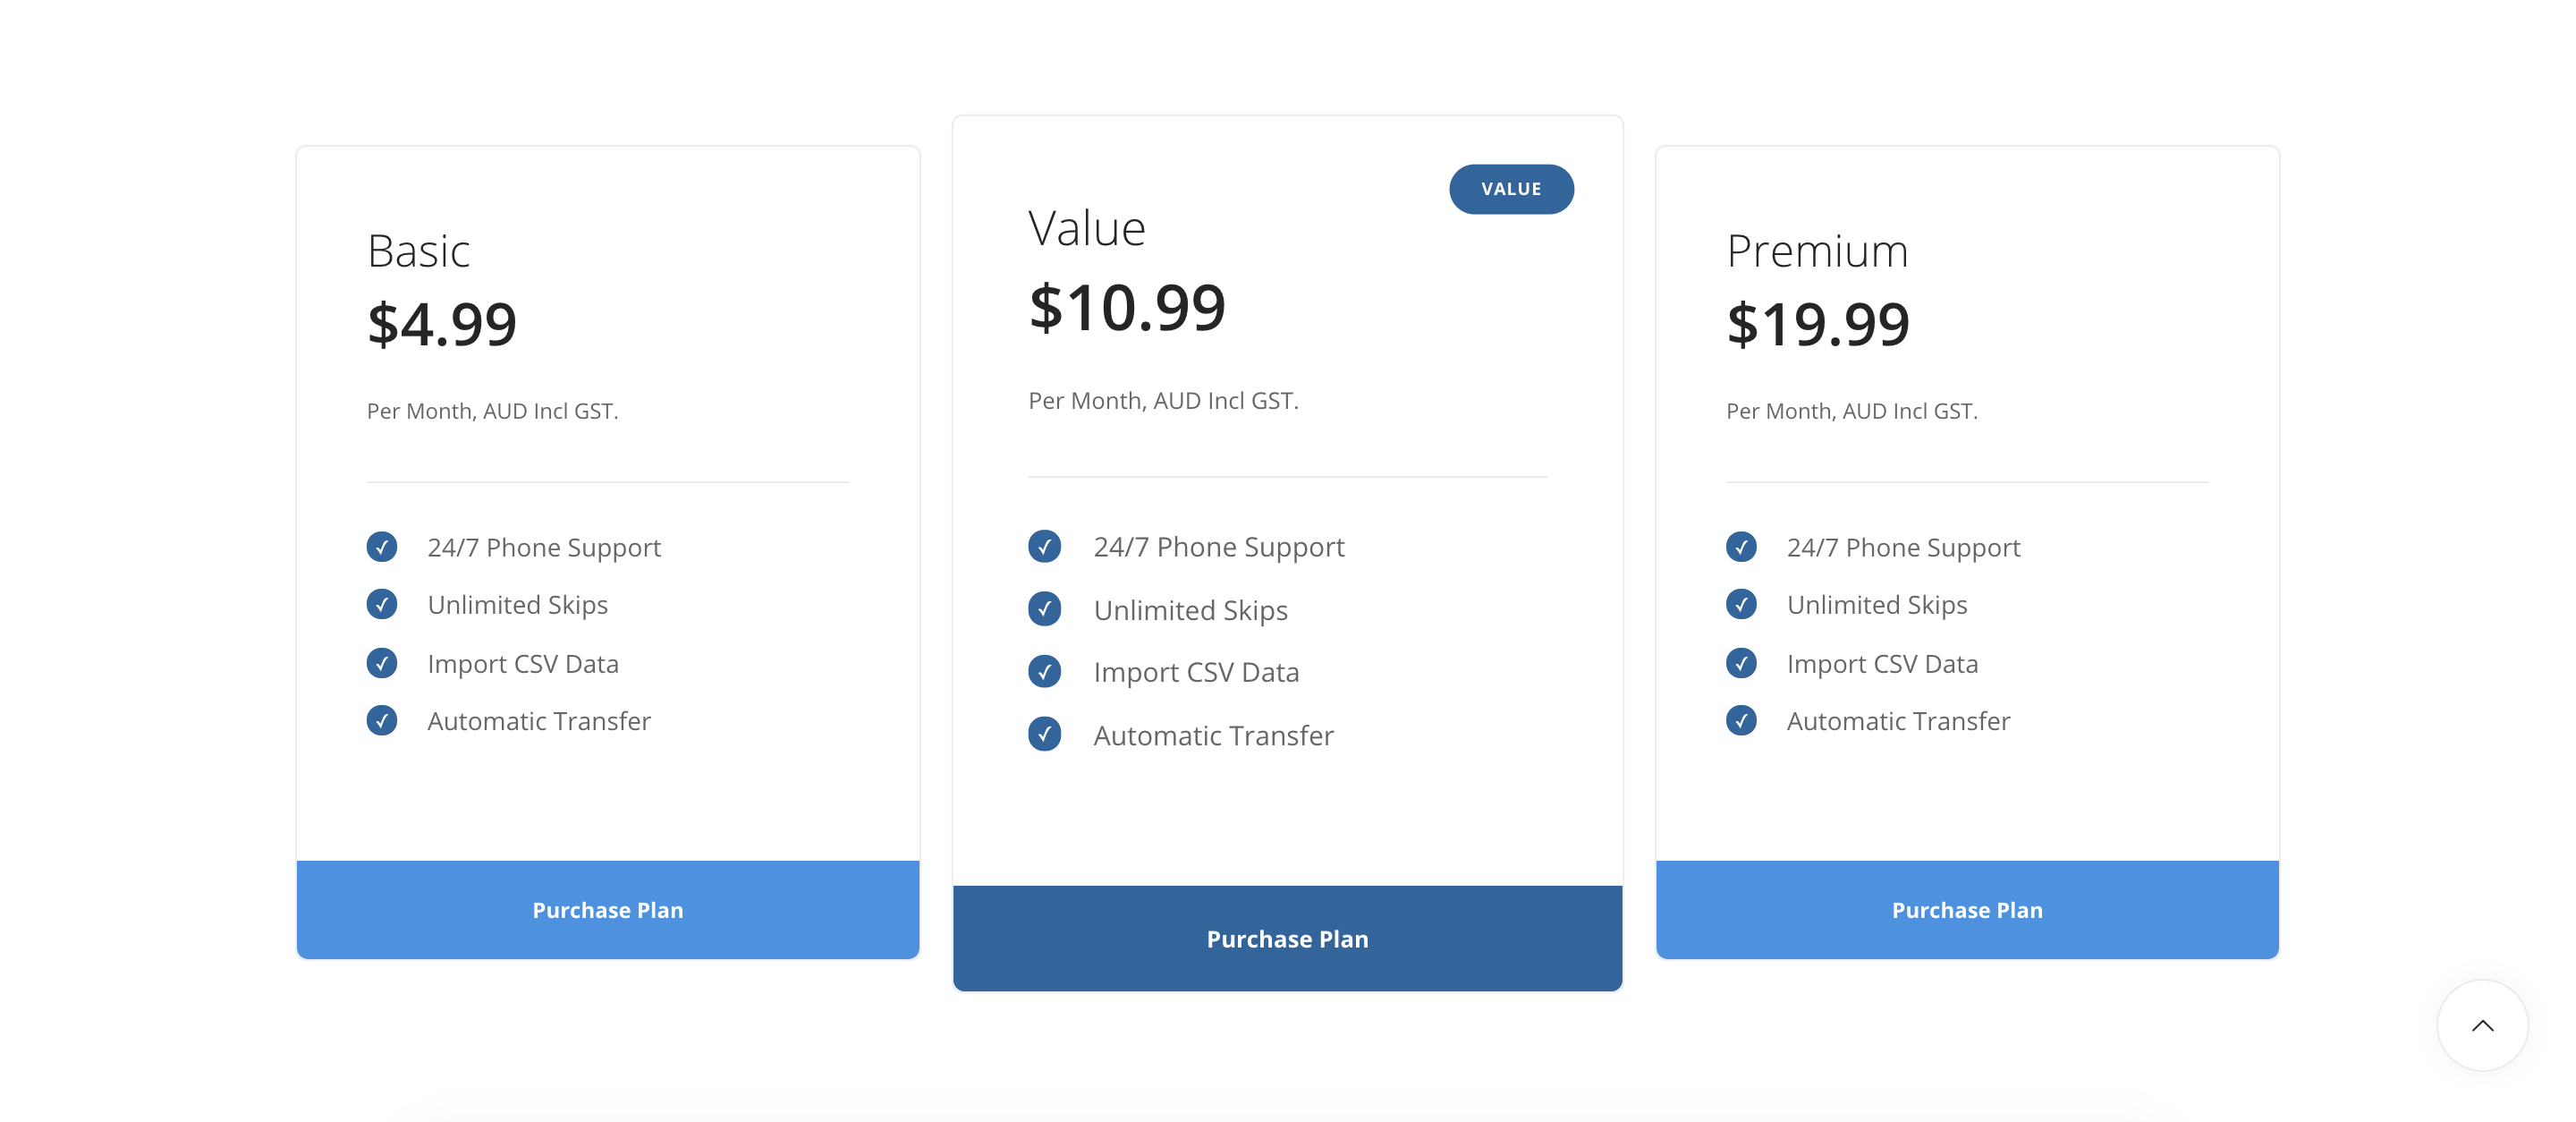 Basic
$4.99
Per Month, AUD Incl GST.
24/7 Phone Support
Unlimited Skips
Import CSV Data
Automatic Transfer
Purchase Plan
VALUE
Value
$10.99
Per Month, AUD Incl GST.
24/7 Phone Support
Unlimited Skips
Import CSV Data
Automatic Transfer
Purchase Plan
Premium
$19.99
Per Month, AUD Incl GST.
24/7 Phone Support
Unlimited Skips
Import CSV Data
Automatic Transfer
Purchase Plan